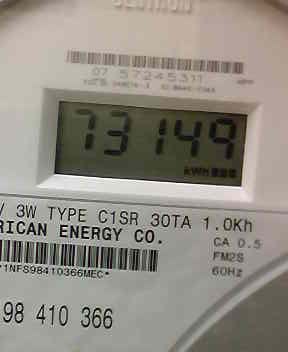 07 57245311
73149
kWH
/ 3W TYPE C1SR 30TA 1.0Kh
RICAN ENERGY CO.
CA 0.5
FM2S
60Hz
1NFS98410366MEC*
98 410 366